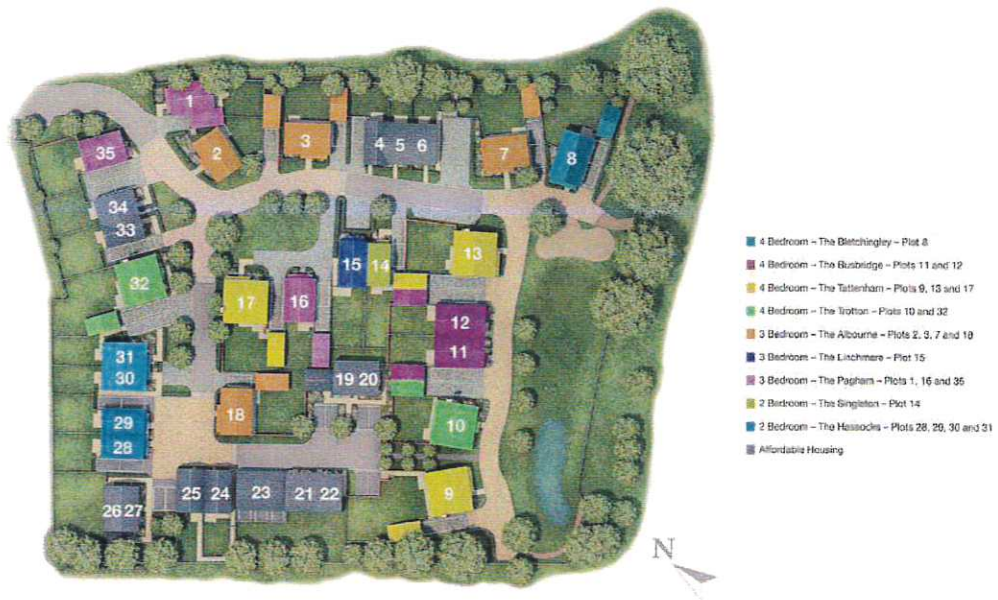 1
2
3
4 5 6
7
8
35
34
33
32
31
30
29
28
26 27
25 24 23 21 22
17
16
15 14
13
12
11
19 20
18
10
9
N
4 Bedroom – The Bletchingley – Plot 8
4 Bedroom – The Busbridge – Plots 11 and 12
4 Bedroom – The Tattenham – Plots 9, 13 and 17
4 Bedroom – The Trotton – Plots 10 and 32
3 Bedroom – The Albourne – Plots 2, 3, 7 and 18
3 Bedroom – The Linchmere – Plot 15
3 Bedroom – The Pagham – Plots 1, 16 and 35
2 Bedroom – The Singleton – Plot 14
2 Bedroom – The Hassocks – Plots 28, 29, 30 and 31
Affordable Housing